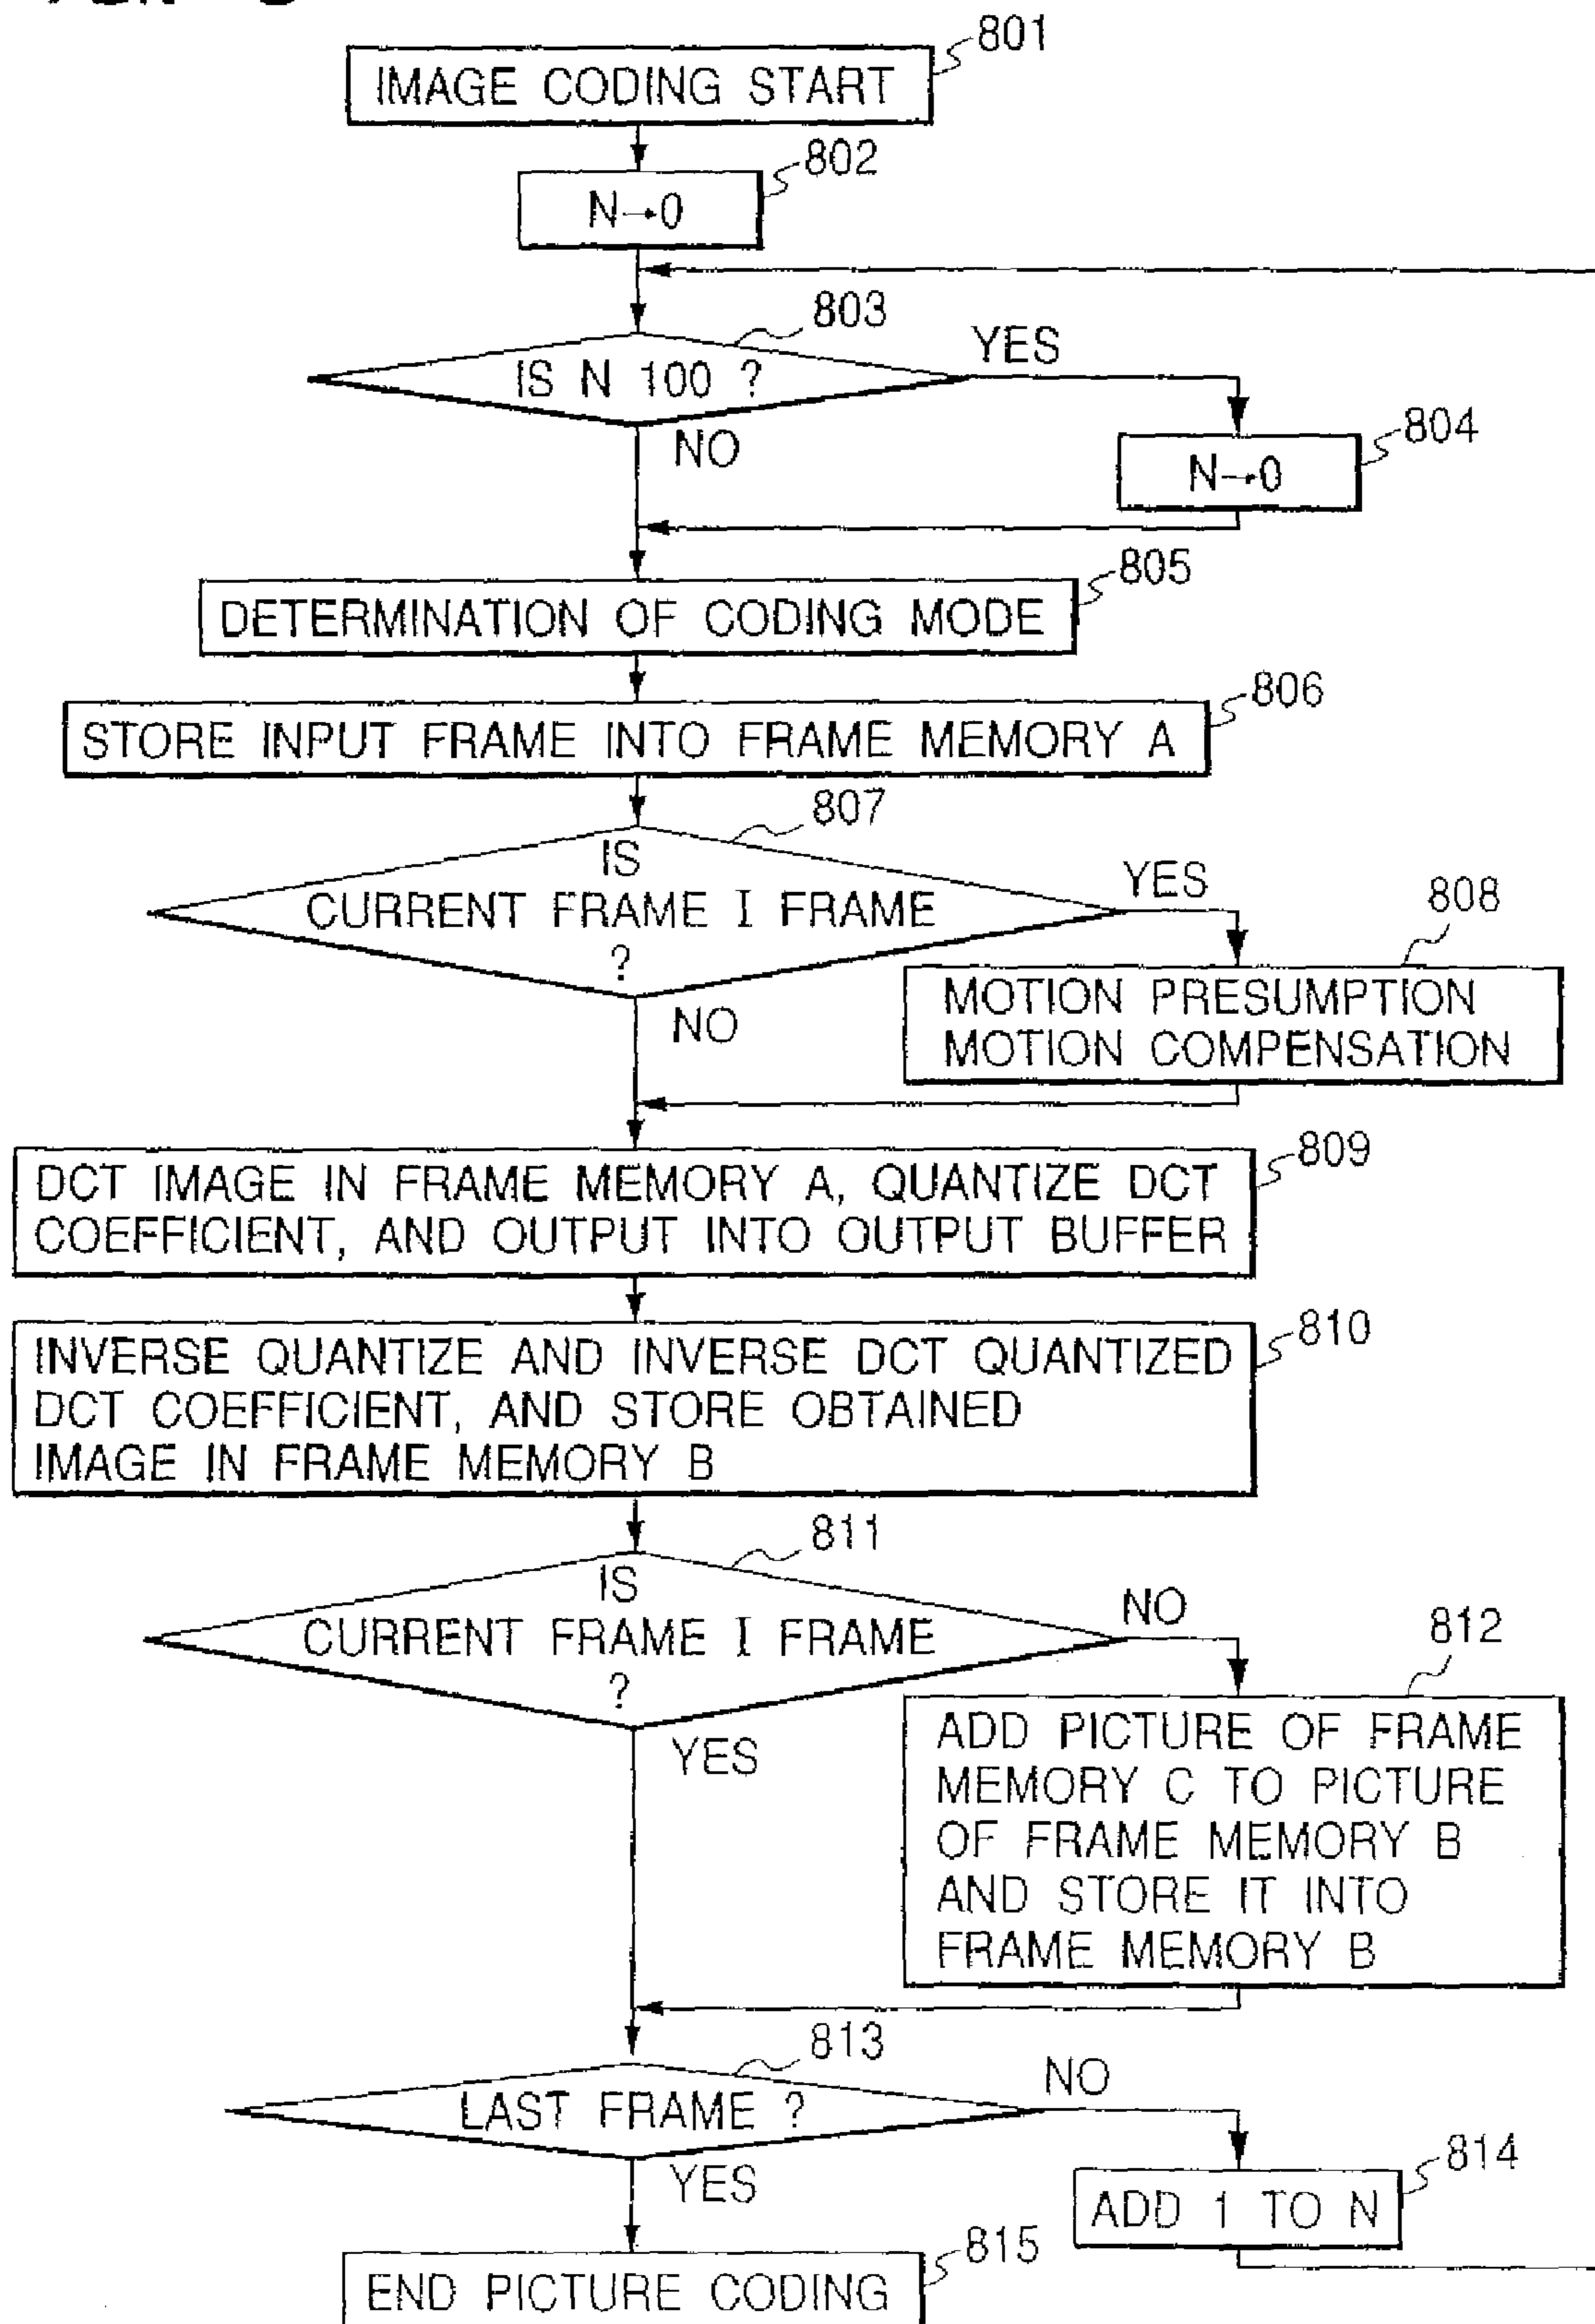 801
IMAGE CODING START
802
N→0
803
IS N 100 ?
YES
NO
804
N→0
805
DETERMINATION OF CODING MODE
806
STORE INPUT FRAME INTO FRAME MEMORY A
807
IS
CURRENT FRAME I FRAME
?
YES
NO
808
MOTION PRESUMPTION
MOTION COMPENSATION
809
DCT IMAGE IN FRAME MEMORY A, QUANTIZE DCT
COEFFICIENT, AND OUTPUT INTO OUTPUT BUFFER
810
INVERSE QUANTIZE AND INVERSE DCT QUANTIZED
DCT COEFFICIENT, AND STORE OBTAINED
IMAGE IN FRAME MEMORY B
811
IS
CURRENT FRAME I FRAME
?
NO
YES
812
ADD PICTURE OF FRAME
MEMORY C TO PICTURE
OF FRAME MEMORY B
AND STORE IT INTO
FRAME MEMORY B
813
LAST FRAME ?
NO
YES
814
ADD 1 TO N
815
END PICTURE CODING